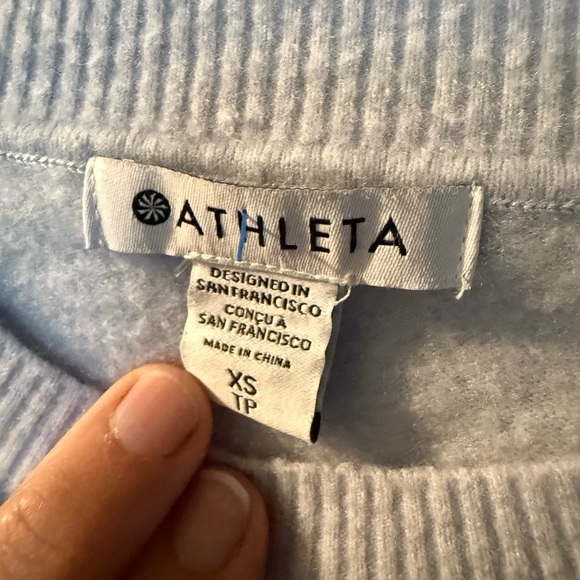 ATHLETA
DESIGNED IN
SAN FRANCISCO
CONÇU À
SAN FRANCISCO
MADE IN CHINA
XS
TP